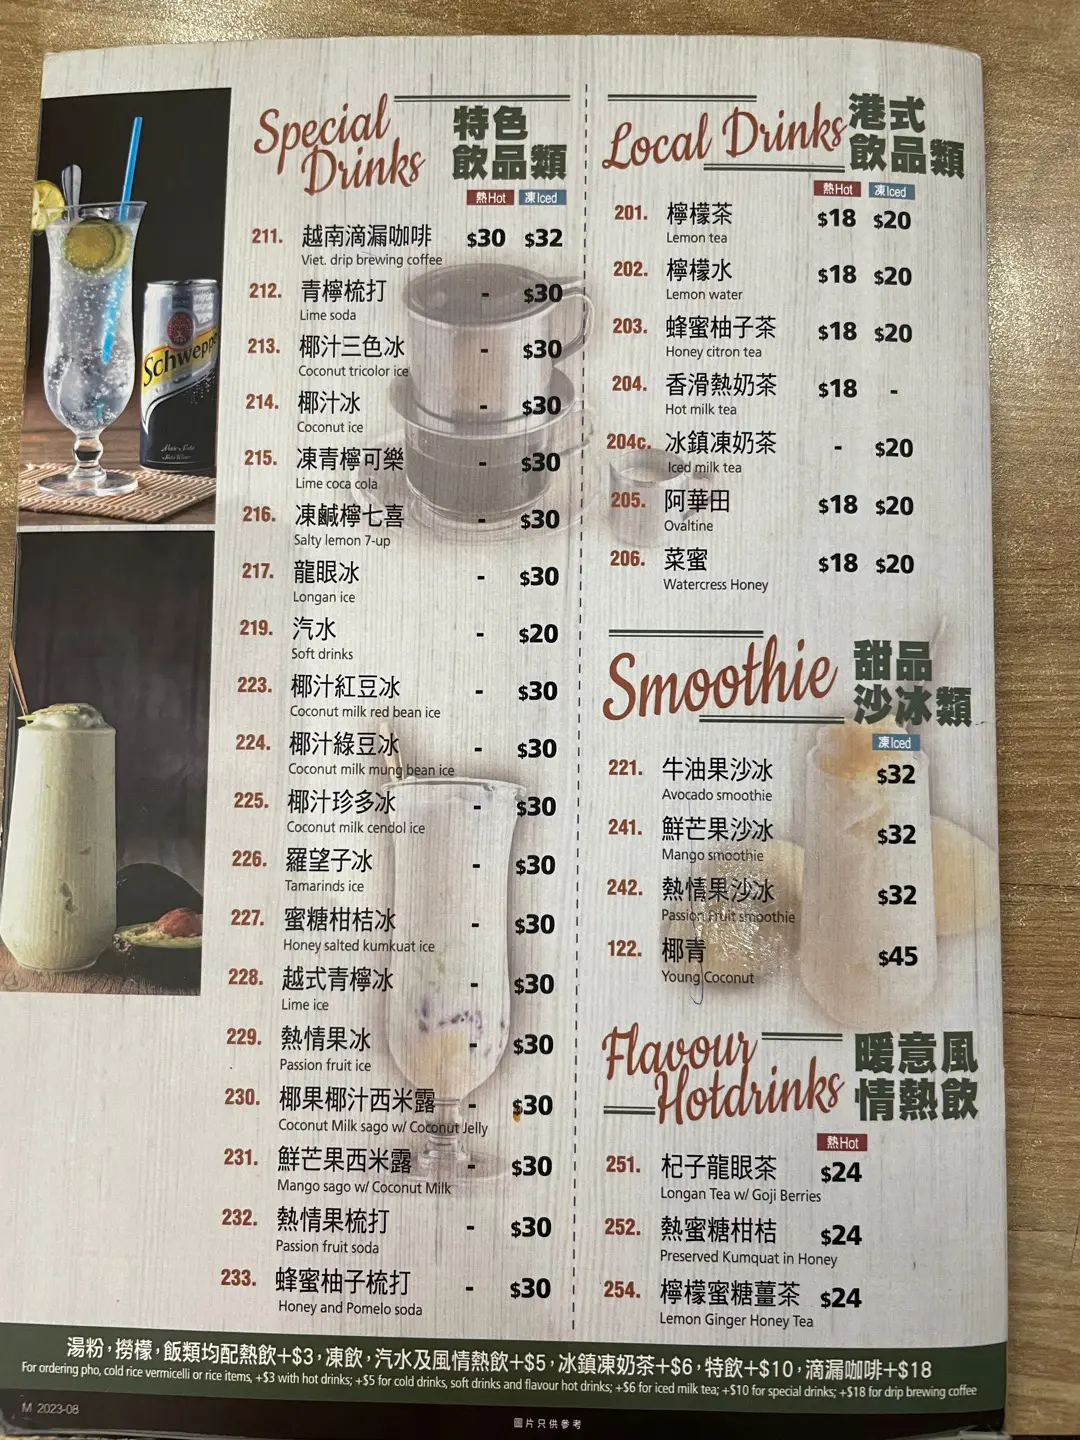 Special
Drinks
特色
飲品類
熱Hot 凍Iced
211. 越南滴漏咖啡 $30 $32
Viet. drip brewing coffee
212. 青檸梳打 - $30
Lime soda
213. 椰汁三色冰 - $30
Coconut tricolor ice
214. 椰汁冰 - $30
Coconut ice
215. 凍青檸可樂 - $30
Lime coca cola
216. 凍鹹檸七喜 - $30
Salty lemon 7-up
217. 龍眼冰 - $30
Longan ice
219. 汽水 - $20
Soft drinks
223. 椰汁紅豆冰 - $30
Coconut milk red bean ice
224. 椰汁綠豆冰 - $30
Coconut milk mung bean ice
225. 椰汁珍多冰 - $30
Coconut milk cendol ice
226. 羅望子冰 - $30
Tamarinds ice
227. 蜜糖柑桔冰 - $30
Honey salted kumkuat ice
228. 越式青檸冰 - $30
Lime ice
229. 熱情果冰 - $30
Passion fruit ice
230. 椰果椰汁西米露 - $30
Coconut Milk sago w/ Coconut Jelly
231. 鮮芒果西米露 - $30
Mango sago w/ Coconut Milk
232. 熱情果梳打 - $30
Passion fruit soda
233. 蜂蜜柚子梳打 - $30
Honey and Pomelo soda
Schweppes
Local Drinks
港式
飲品類
熱Hot 凍Iced
201. 檸檬茶 $18 $20
Lemon tea
202. 檸檬水 $18 $20
Lemon water
203. 蜂蜜柚子茶 $18 $20
Honey citron tea
204. 香滑熱奶茶 $18 -
Hot milk tea
204c. 冰鎮凍奶茶 - $20
Iced milk tea
205. 阿華田 $18 $20
Ovaltine
206. 菜蜜 $18 $20
Watercress Honey
Smoothie
甜品
沙冰類
凍Iced
221. 牛油果沙冰 $32
Avocado smoothie
241. 鮮芒果沙冰 $32
Mango smoothie
242. 熱情果沙冰 $32
Passion Fruit smoothie
122. 椰青 $45
Young Coconut
Flavour
Hotdrinks
暖意風
情熱飲
熱Hot
251. 杞子龍眼茶 $24
Longan Tea w/ Goji Berries
252. 熱蜜糖柑桔 $24
Preserved Kumquat in Honey
254. 檸檬蜜糖薑茶 $24
Lemon Ginger Honey Tea
湯粉，撈檬，飯類均配熱飲+$3，凍飲，汽水及風情熱飲+$5，冰鎮凍奶茶+$6，特飲+$10，滴漏咖啡+$18
For ordering pho, cold rice vermicelli or rice items, +$3 with hot drinks; +$5 for cold drinks, soft drinks and flavour hot drinks; +$6 for iced milk tea; +$10 for special drinks; +$18 for drip brewing coffee
M 2023-08
圖片只供參考